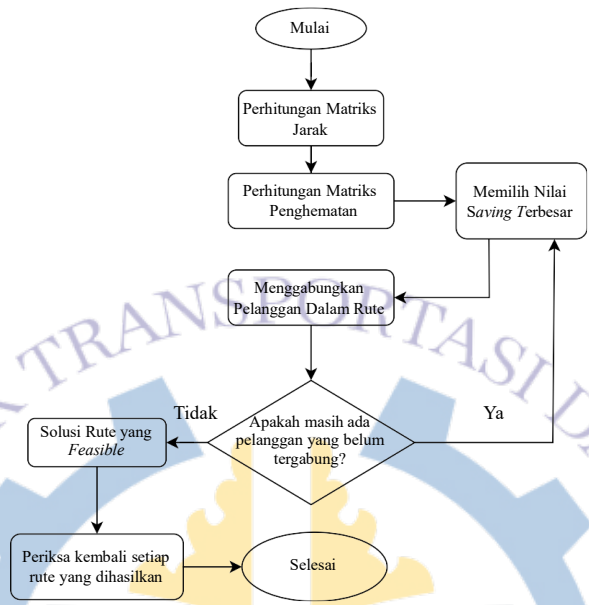 Mulai
Perhitungan Matriks
Jarak
Perhitungan Matriks
Penghematan
Memilih Nilai
Saving Terbesar
Menggabungkan
Pelanggan Dalam Rute
TRANSPORTASI DA
Apakah masih ada
pelanggan yang belum
tergabung?
Tidak
Ya
Solusi Rute yang
Feasible
Periksa kembali setiap
rute yang dihasilkan
Selesai